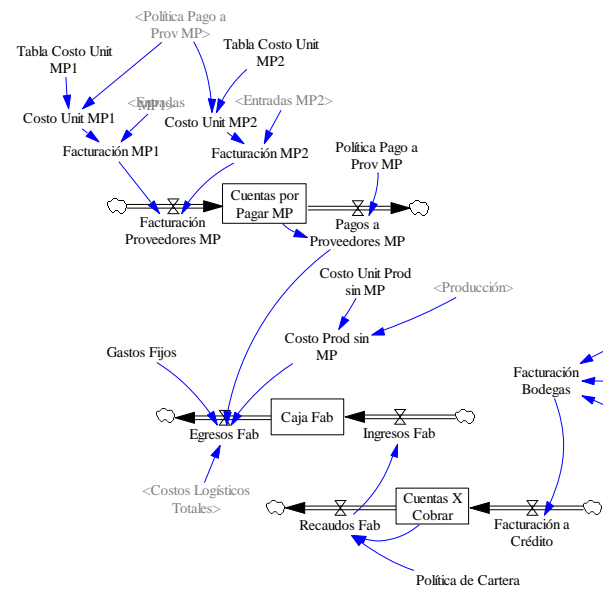 <Política Pago a
Prov MP>
Tabla Costo Unit
MP1
Tabla Costo Unit
MP2
<Entradas
MP1>
<Entradas MP2>
Costo Unit MP1
Costo Unit MP2
Facturación MP1
Facturación MP2
Política Pago a
Prov MP
Cuentas por
Pagar MP
Facturación
Proveedores MP
Pagos a
Proveedores MP
Costo Unit Prod
sin MP
<Producción>
Costo Prod sin
MP
Gastos Fijos
Facturación
Bodegas
Caja Fab
Egresos Fab
Ingresos Fab
<Costos Logísticos
Totales>
Cuentas X
Cobrar
Recaudos Fab
Facturación a
Crédito
Política de Cartera